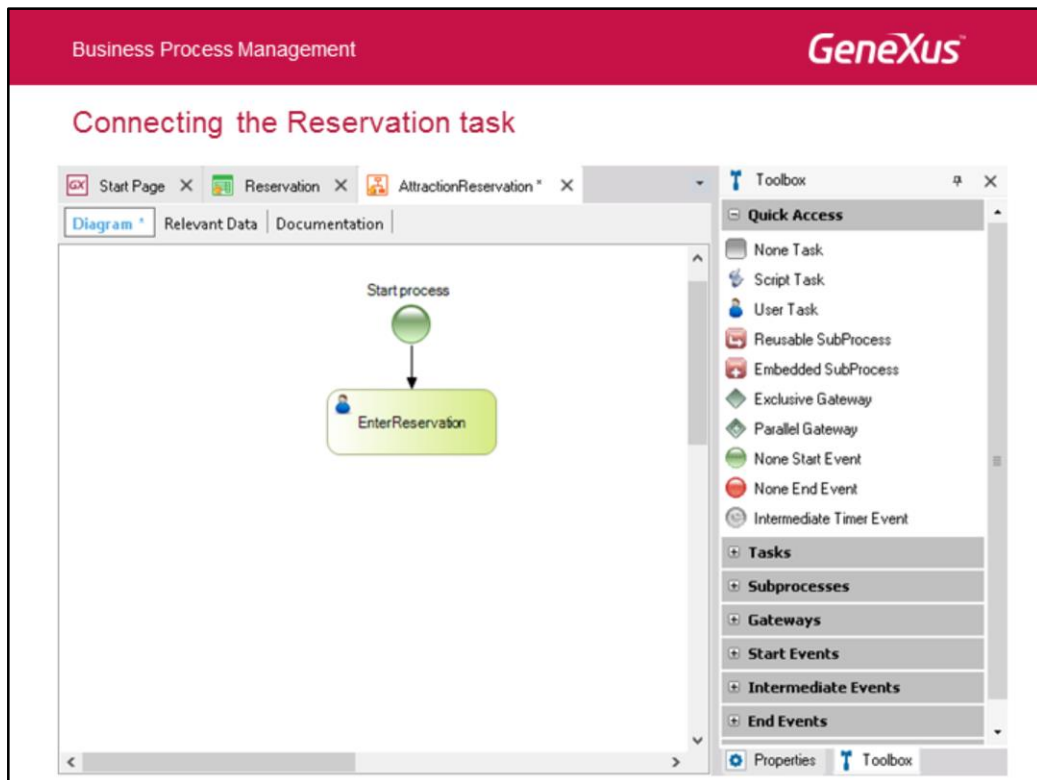 Business Process Management
GeneXus™
Connecting the Reservation task
GX Start Page X Reservation X AttractionReservation * X
Toolbox
Diagram * Relevant Data Documentation
Quick Access
None Task
Script Task
User Task
Reusable SubProcess
Embedded SubProcess
Exclusive Gateway
Parallel Gateway
None Start Event
None End Event
Intermediate Timer Event
Tasks
Subprocesses
Gateways
Start Events
Intermediate Events
End Events
Properties Toolbox
Start process
EnterReservation